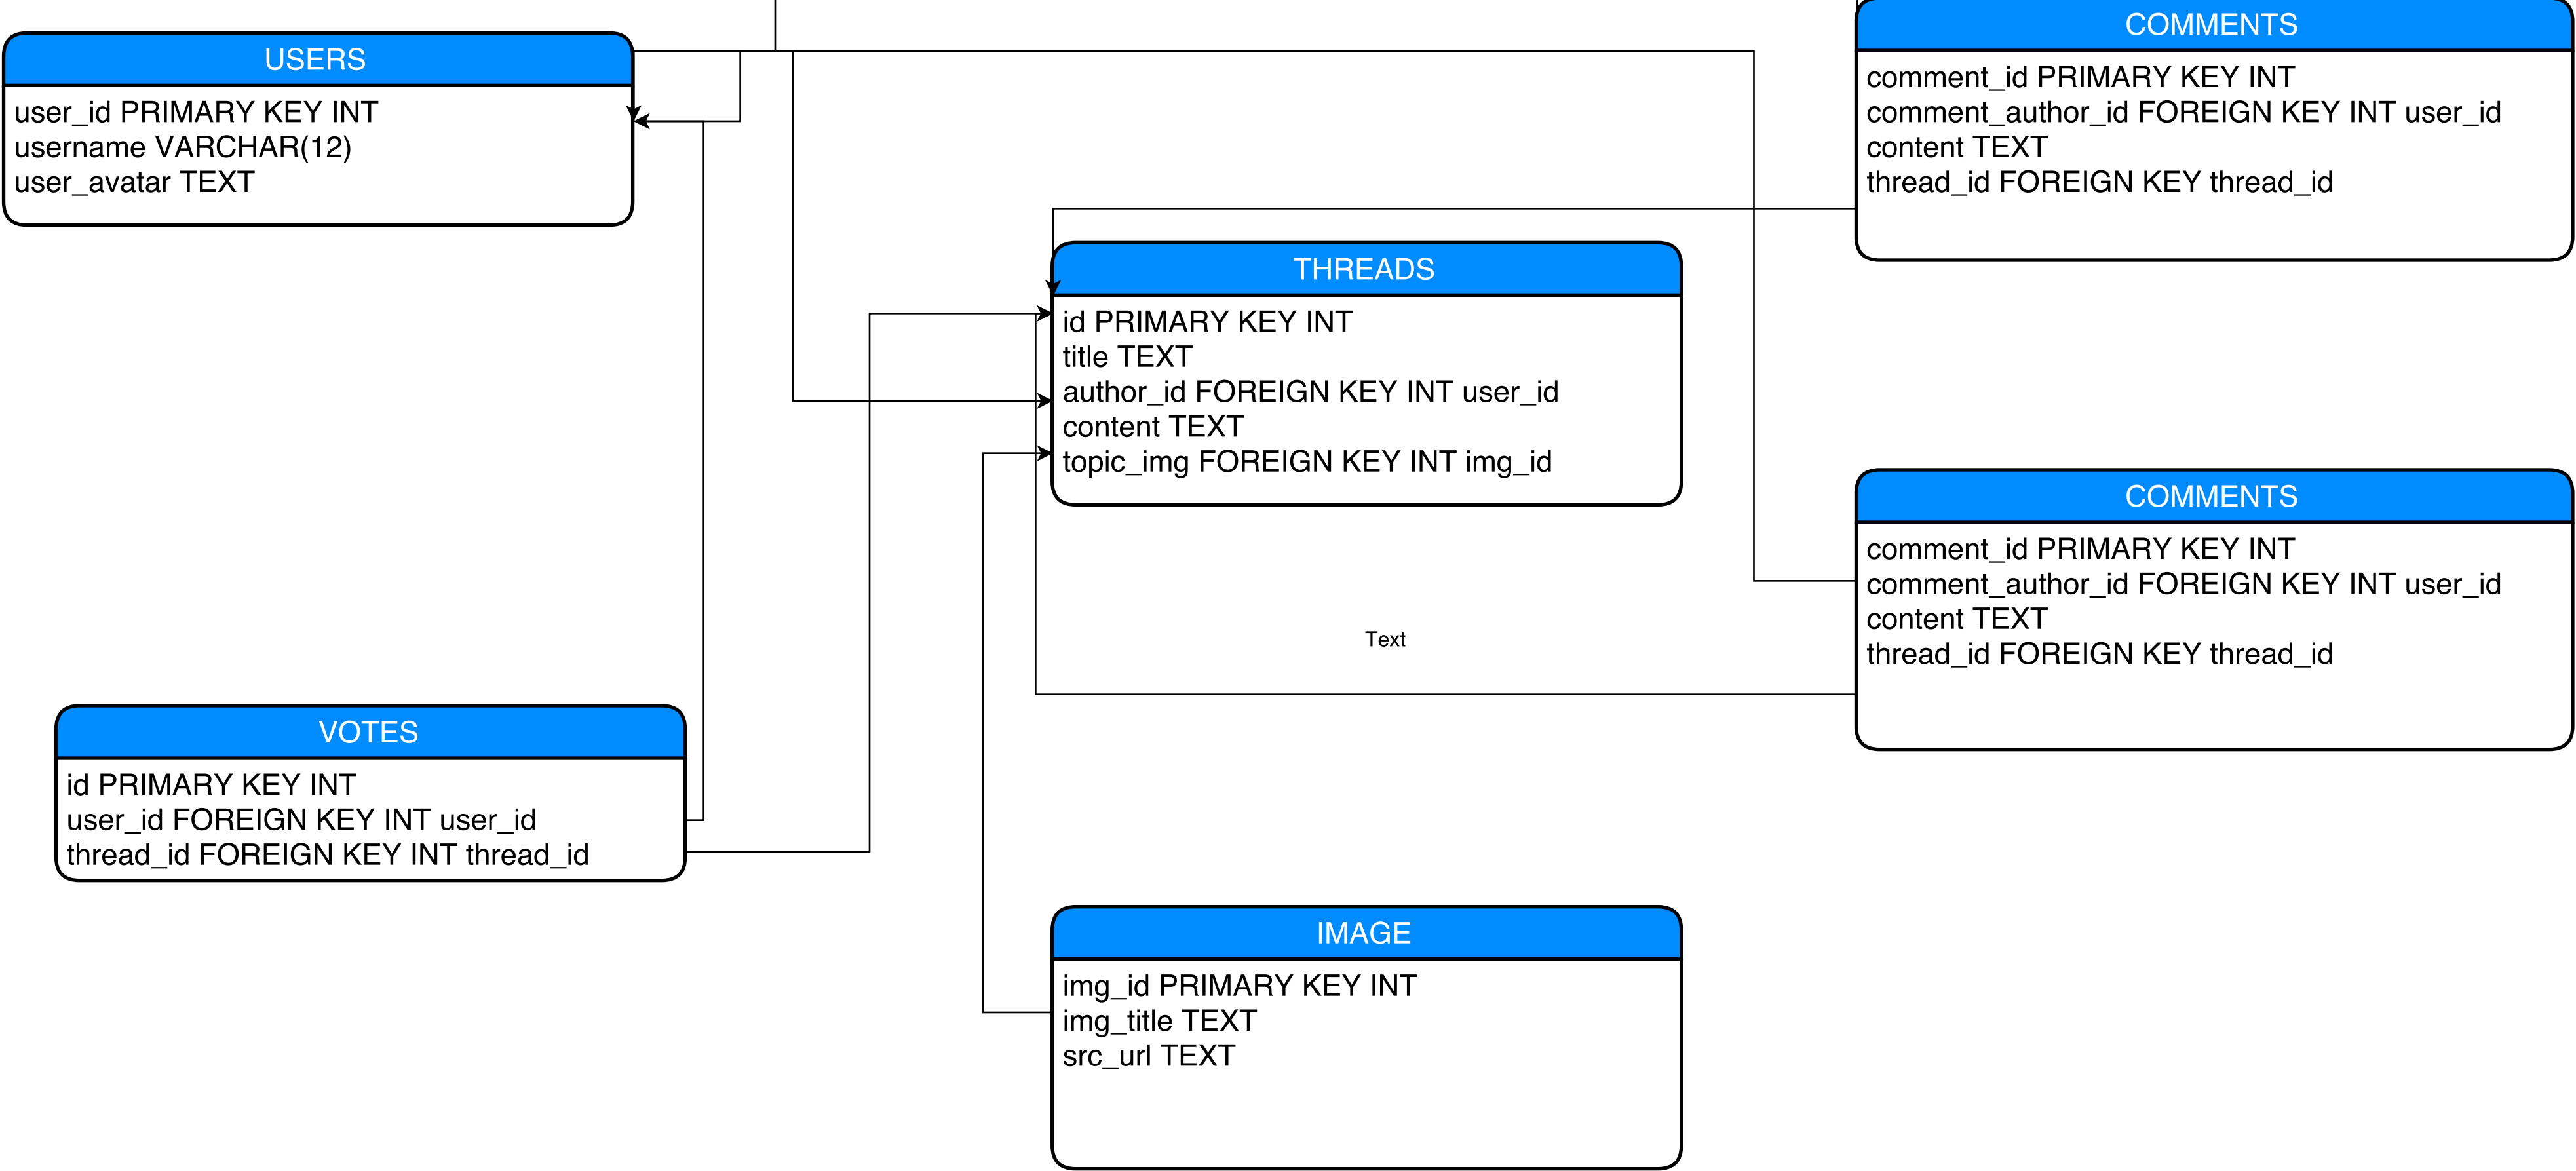 USERS
user_id PRIMARY KEY INT
username VARCHAR(12)
user_avatar TEXT
COMMENTS
comment_id PRIMARY KEY INT
comment_author_id FOREIGN KEY INT user_id
content TEXT
thread_id FOREIGN KEY thread_id
THREADS
id PRIMARY KEY INT
title TEXT
author_id FOREIGN KEY INT user_id
content TEXT
topic_img FOREIGN KEY INT img_id
COMMENTS
comment_id PRIMARY KEY INT
comment_author_id FOREIGN KEY INT user_id
content TEXT
thread_id FOREIGN KEY thread_id
Text
VOTES
id PRIMARY KEY INT
user_id FOREIGN KEY INT user_id
thread_id FOREIGN KEY INT thread_id
IMAGE
img_id PRIMARY KEY INT
img_title TEXT
src_url TEXT